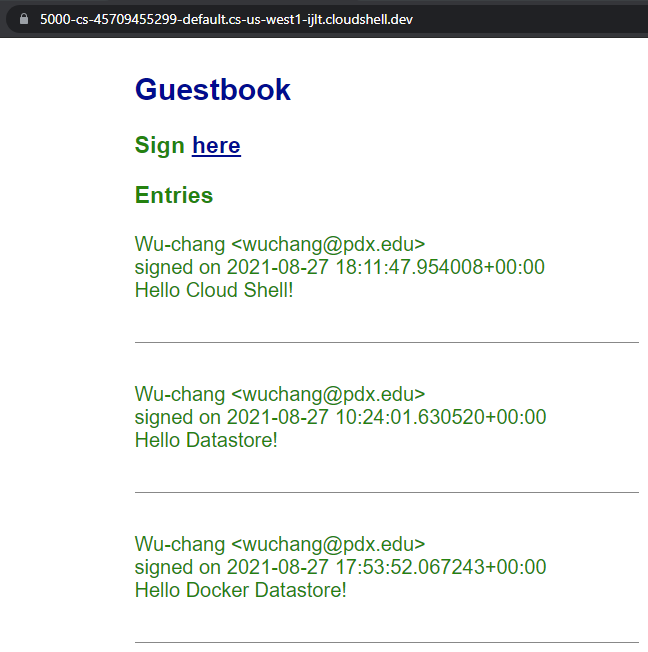 5000-cs-45709455299-default.cs-us-west1-ijlt.cloudshell.dev
Guestbook
Sign here
Entries
Wu-chang <wuchang@pdx.edu>
signed on 2021-08-27 18:11:47.954008+00:00
Hello Cloud Shell!
Wu-chang <wuchang@pdx.edu>
signed on 2021-08-27 10:24:01.630520+00:00
Hello Datastore!
Wu-chang <wuchang@pdx.edu>
signed on 2021-08-27 17:53:52.067243+00:00
Hello Docker Datastore!